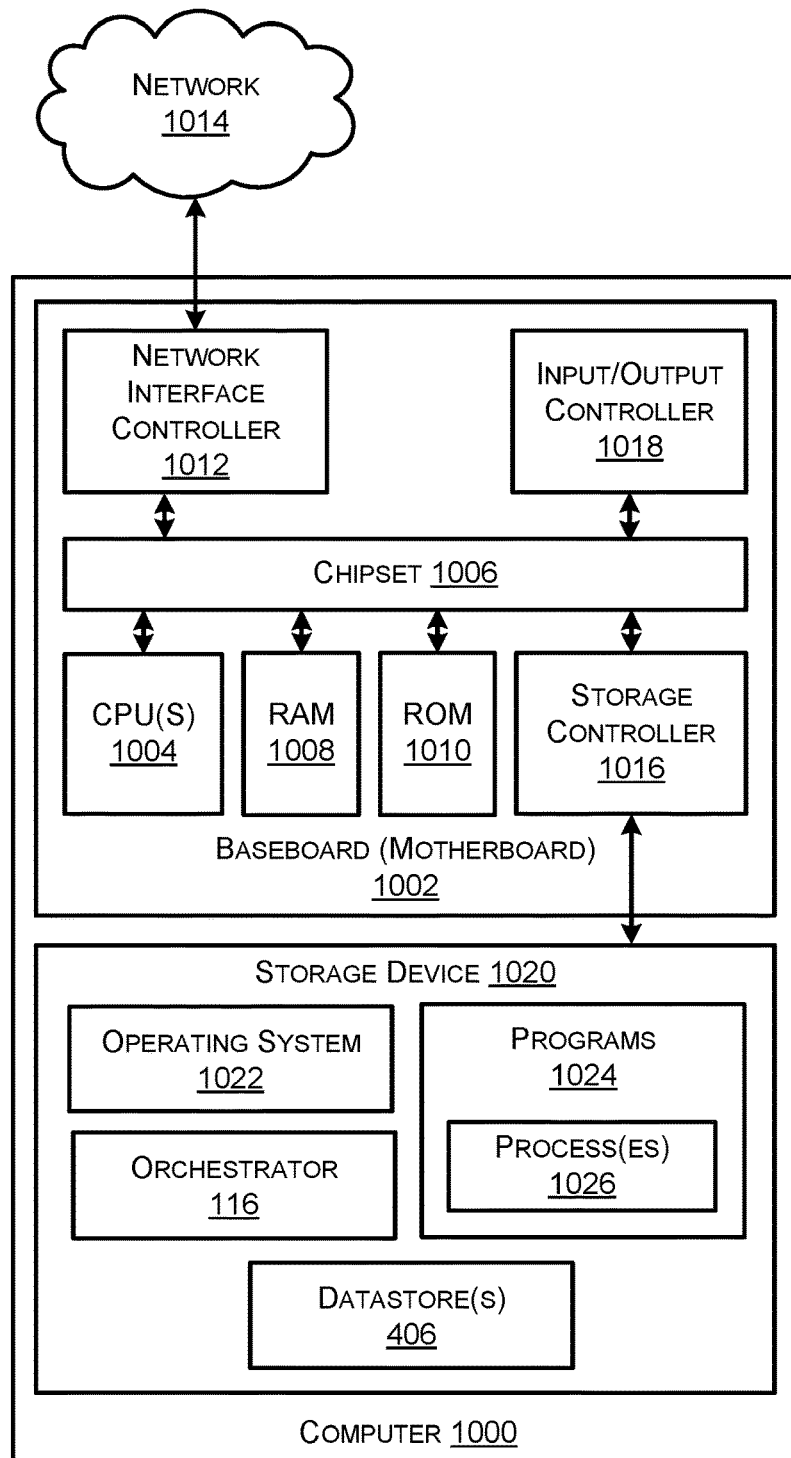 NETWORK
1014
NETWORK
INTERFACE
CONTROLLER
1012
INPUT/OUTPUT
CONTROLLER
1018
CHIPSET 1006
CPU(S)
1004
RAM
1008
ROM
1010
STORAGE
CONTROLLER
1016
BASEBOARD (MOTHERBOARD)
1002
STORAGE DEVICE 1020
OPERATING SYSTEM
1022
PROGRAMS
1024
PROCESS(ES)
1026
ORCHESTRATOR
116
DATASTORE(S)
406
COMPUTER 1000